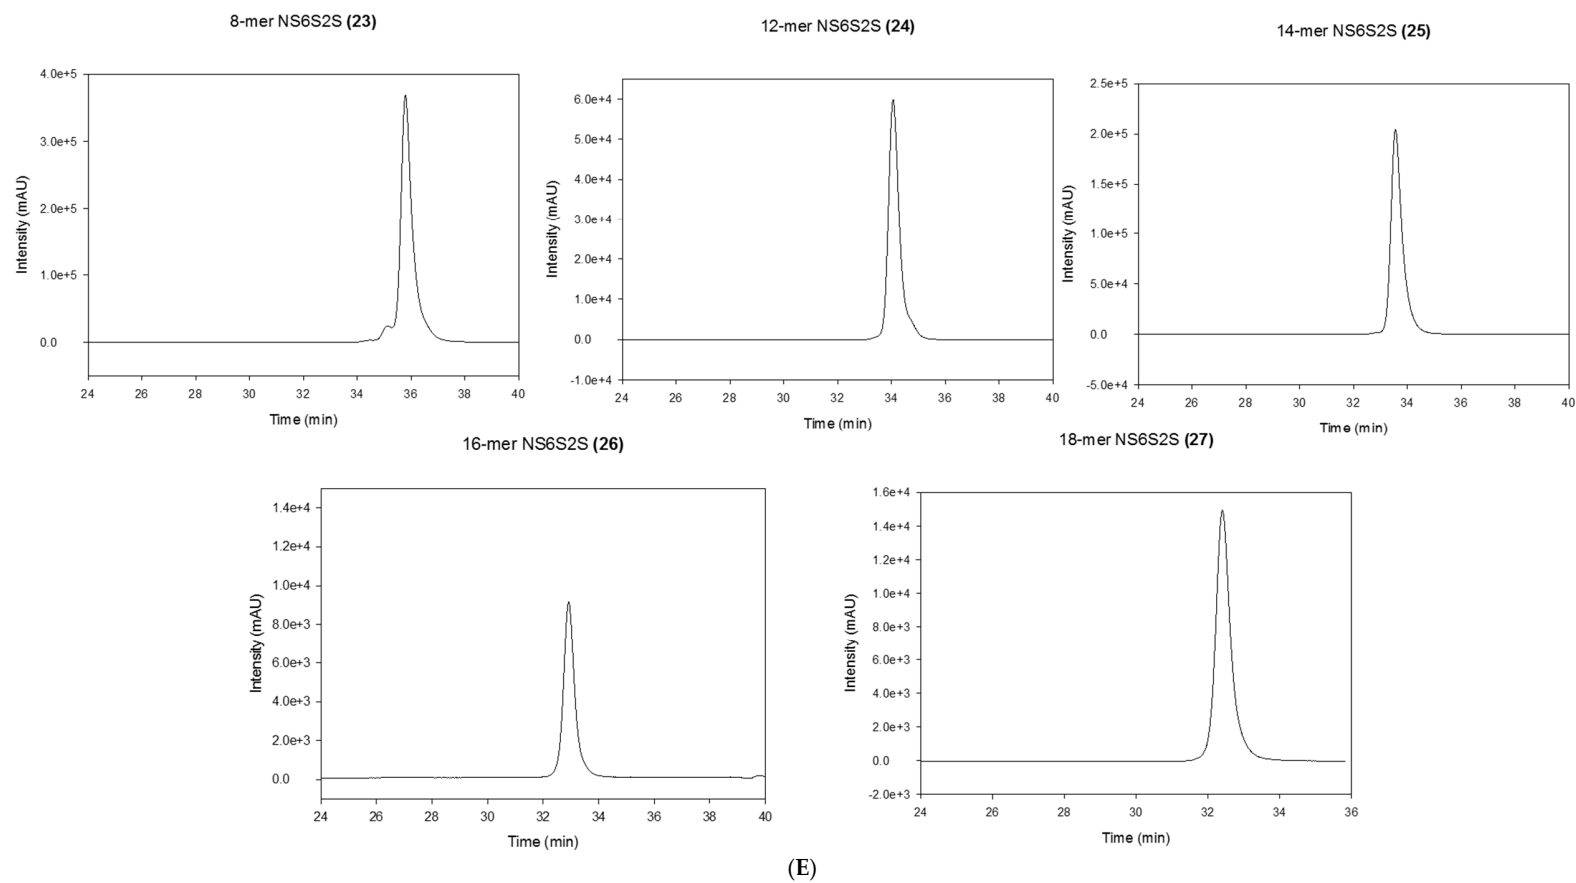 8-mer NS6S2S (23)
12-mer NS6S2S (24)
14-mer NS6S2S (25)
4.0e+5
3.0e+5
2.0e+5
1.0e+5
0.0
Intensity (mAU)
24 26 28 30 32 34 36 38 40
Time (min)
6.0e+4
5.0e+4
4.0e+4
3.0e+4
2.0e+4
1.0e+4
0.0
-1.0e+4
Intensity (mAU)
24 26 28 30 32 34 36 38 40
Time (min)
2.5e+5
2.0e+5
1.5e+5
1.0e+5
5.0e+4
0.0
-5.0e+4
Intensity (mAU)
24 26 28 30 32 34 36 38 40
Time (min)
16-mer NS6S2S (26)
18-mer NS6S2S (27)
1.4e+4
1.2e+4
1.0e+4
8.0e+3
6.0e+3
4.0e+3
2.0e+3
0.0
Intensity (mAU)
24 26 28 30 32 34 36 38 40
Time (min)
1.6e+4
1.4e+4
1.2e+4
1.0e+4
8.0e+3
6.0e+3
4.0e+3
2.0e+3
0.0
-2.0e+3
Intensity (mAU)
24 26 28 30 32 34 36
Time (min)
(E)